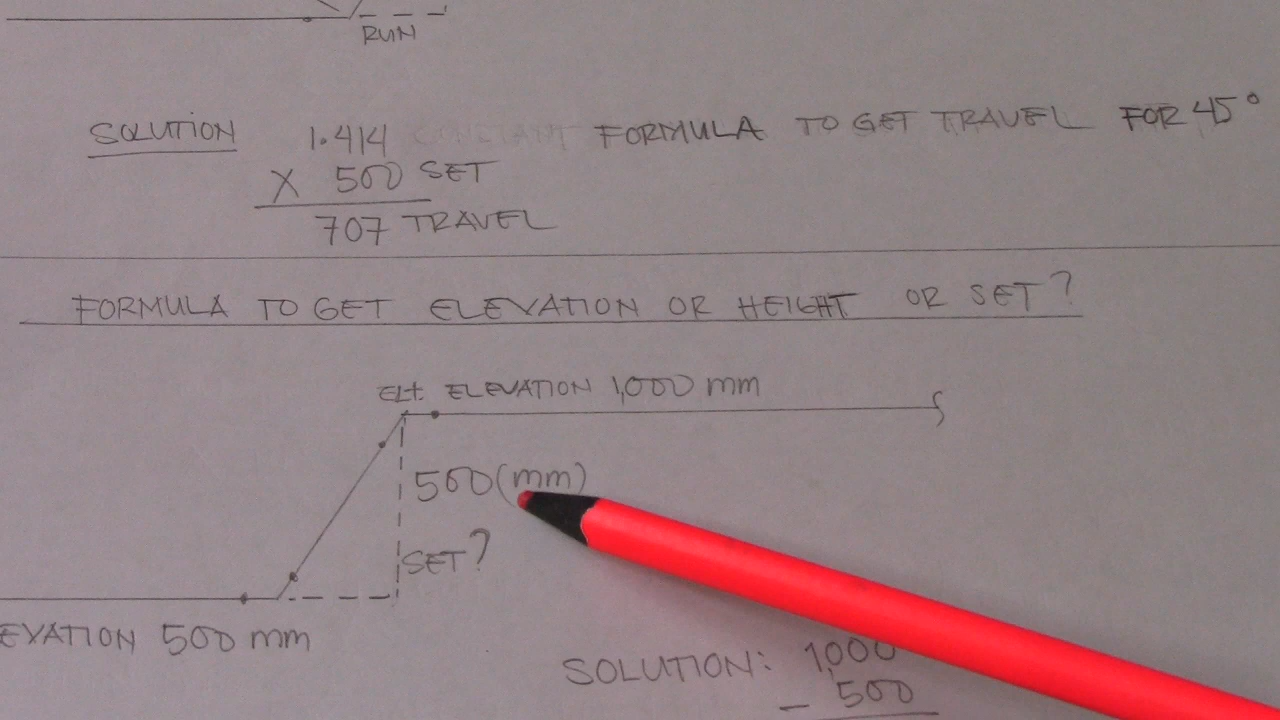 RUN
SOLUTION 1.414 CONSTANT FORMULA TO GET TRAVEL FOR 45°
X 500 SET
707 TRAVEL
FORMULA TO GET ELEVATION OR HEIGHT OR SET?
ELEVATION 1,000 mm
500 (mm)
SET?
EVATION 500 mm
SOLUTION: 1,000
- 500